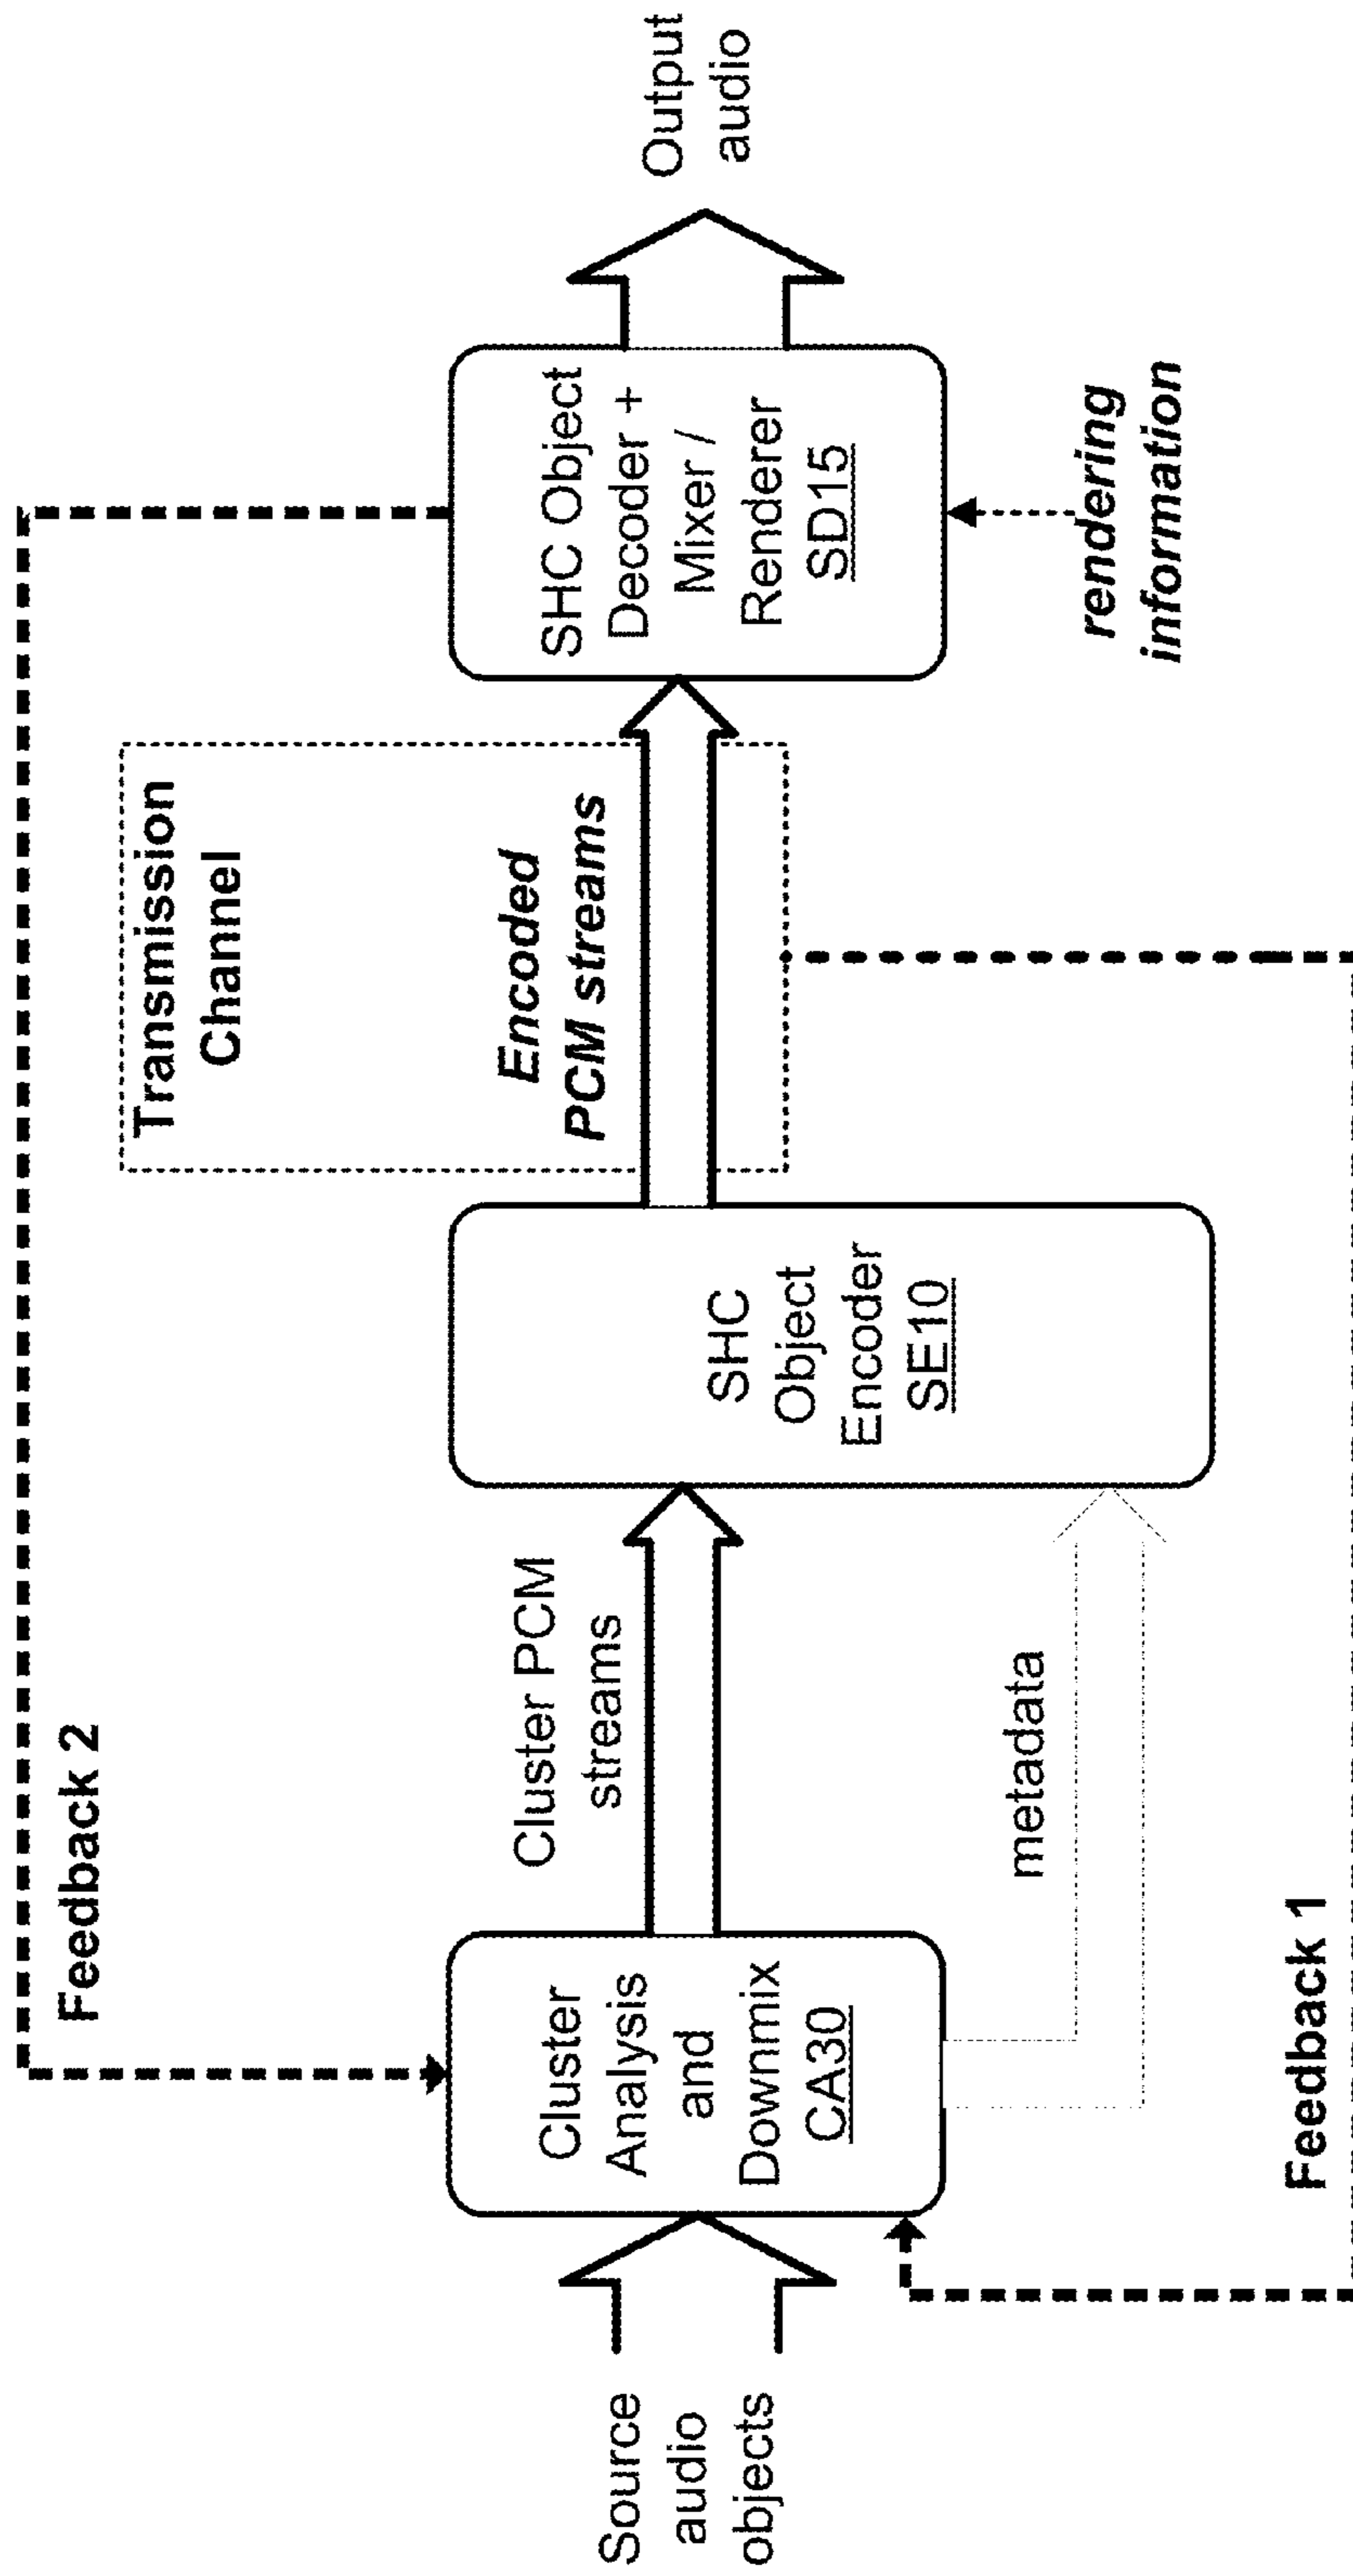 Feedback 2
Source
audio
objects
Cluster
Analysis
and
Downmix
CA30
Cluster PCM
streams
metadata
SHC
Object
Encoder
SE10
Transmission
Channel
Encoded
PCM streams
SHC Object
Decoder +
Mixer /
Renderer
SD15
rendering
information
Output
audio
Feedback 1